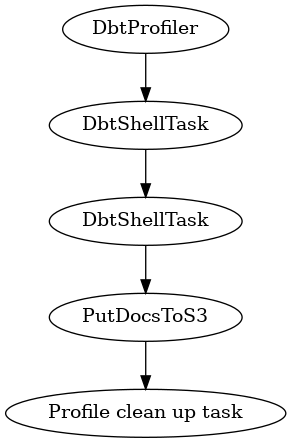 DbtProfiler
DbtShellTask
DbtShellTask
PutDocsToS3
Profile clean up task